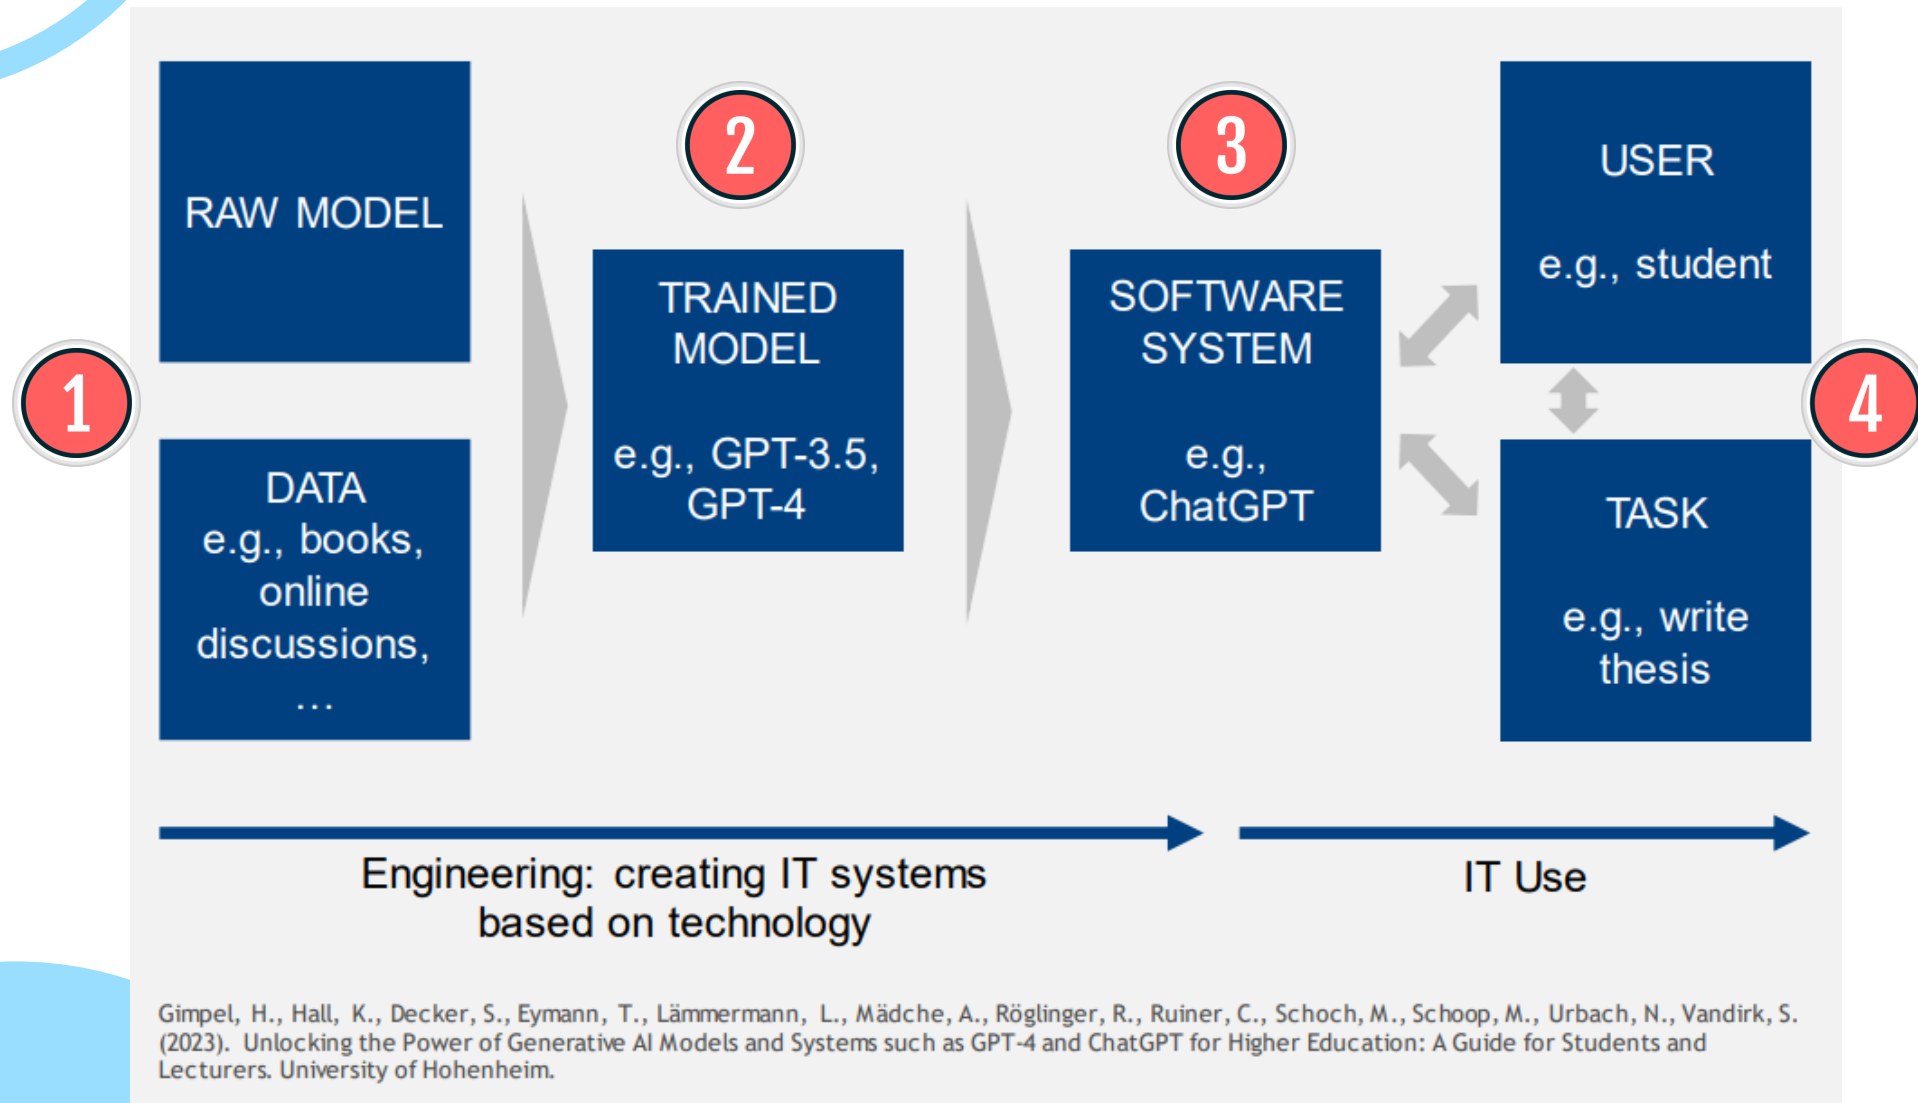 1
RAW MODEL
DATA
e.g., books,
online
discussions,
...
2
TRAINED
MODEL
e.g., GPT-3.5,
GPT-4
3
SOFTWARE
SYSTEM
e.g.,
ChatGPT
USER
e.g., student
4
TASK
e.g., write
thesis
Engineering: creating IT systems
based on technology
IT Use
Gimpel, H., Hall, K., Decker, S., Eymann, T., Lämmermann, L., Mädche, A., Röglinger, R., Ruiner, C., Schoch, M., Schoop, M., Urbach, N., Vandirk, S.
(2023). Unlocking the Power of Generative AI Models and Systems such as GPT-4 and ChatGPT for Higher Education: A Guide for Students and
Lecturers. University of Hohenheim.